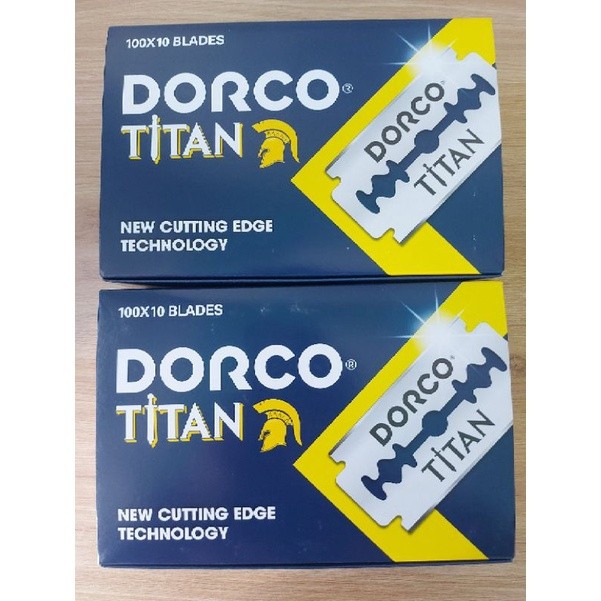 100X10 BLADES
DORCO®
TITAN
DORCO
TITAN
NEW CUTTING EDGE
TECHNOLOGY
100X10 BLADES
DORCO®
TITAN
DORCO
TITAN
NEW CUTTING EDGE
TECHNOLOGY